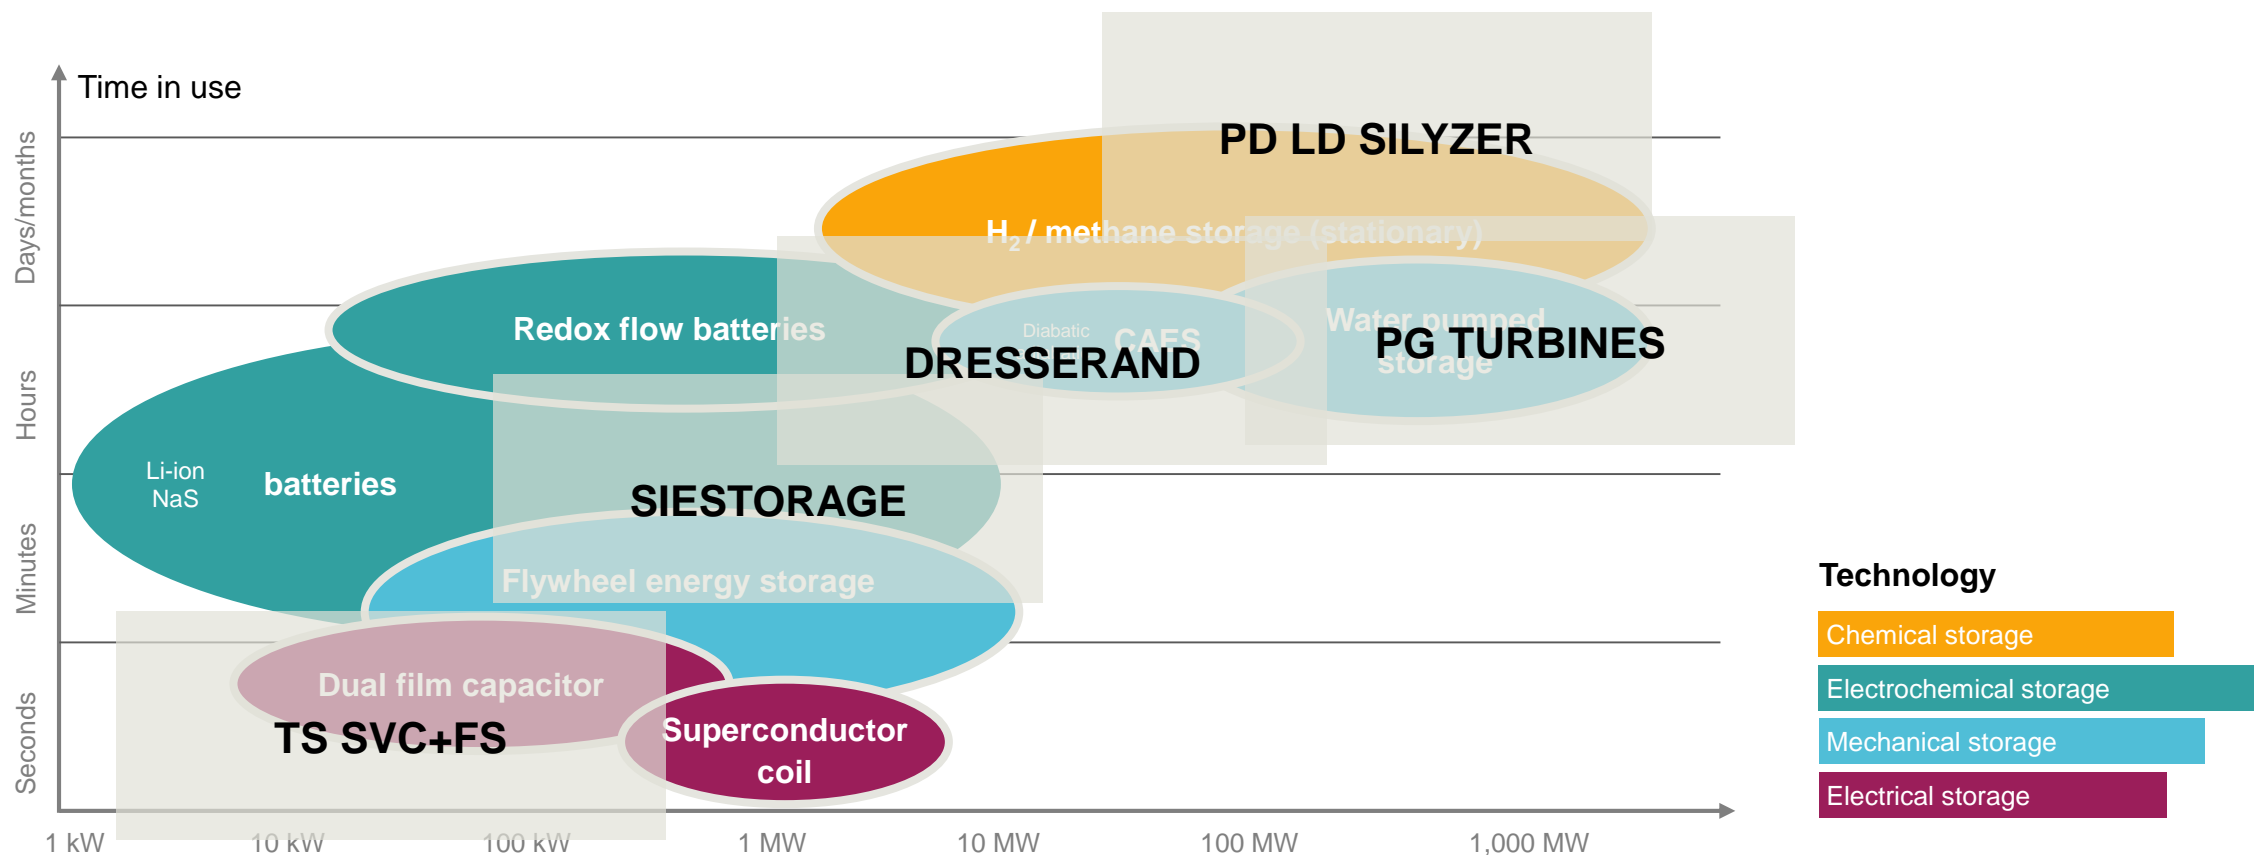 Time in use
Days/months
Hours
Minutes
Seconds
PD LD SILYZER
H2 / methane storage (stationary)
Redox flow batteries
Diabatic
CAES
DRESSERAND
Water pumped
storage
PG TURBINES
Li-ion
NaS
batteries
SIESTORAGE
Flywheel energy storage
Dual film capacitor
TS SVC+FS
Superconductor
coil
1 kW
10 kW
100 kW
1 MW
10 MW
100 MW
1,000 MW
Technology
Chemical storage
Electrochemical storage
Mechanical storage
Electrical storage